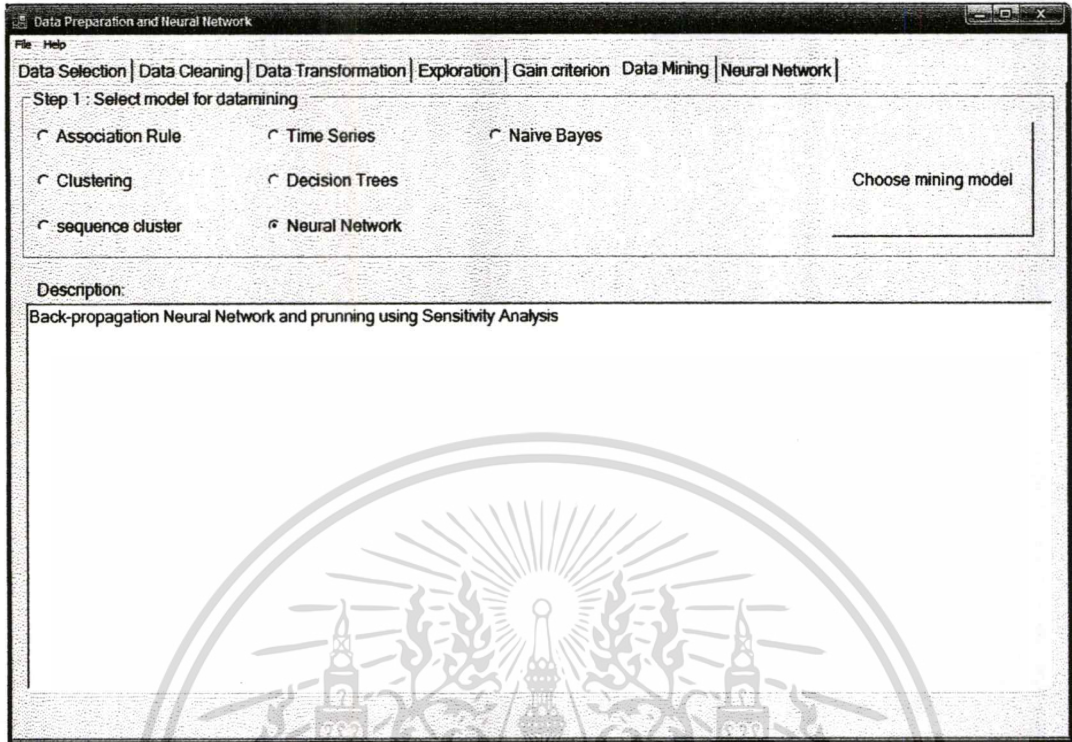 Data Preparation and Neural Network
File Help
Data Selection Data Cleaning Data Transformation Exploration Gain criterion Data Mining Neural Network
Step 1 : Select model for datamining
Association Rule Time Series Naive Bayes
Clustering Decision Trees Choose mining model
sequence cluster Neural Network
Description:
Back-propagation Neural Network and prunning using Sensitivity Analysis